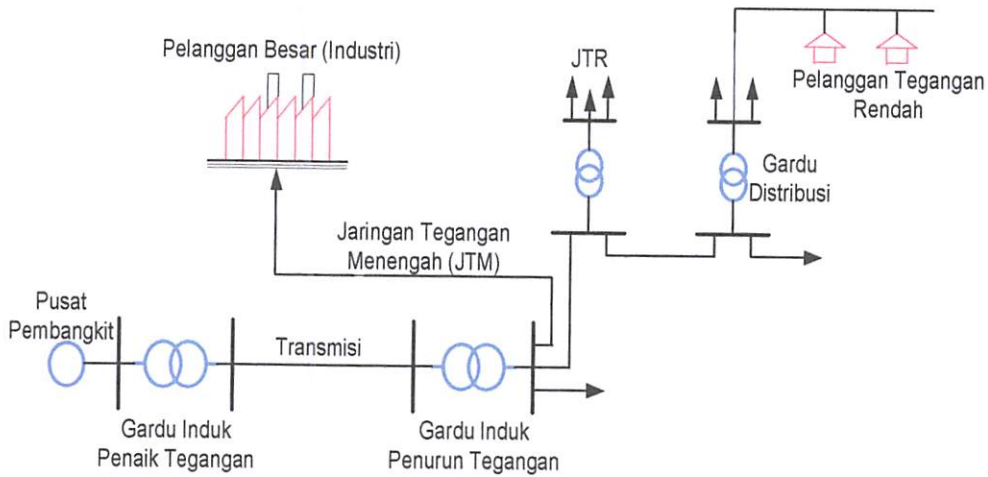 Pelanggan Besar (Industri)
JTR
Pelanggan Tegangan
Rendah
Gardu
Distribusi
Jaringan Tegangan
Menengah (JTM)
Pusat
Pembangkit
Transmisi
Gardu Induk
Penaik Tegangan
Gardu Induk
Penurun Tegangan